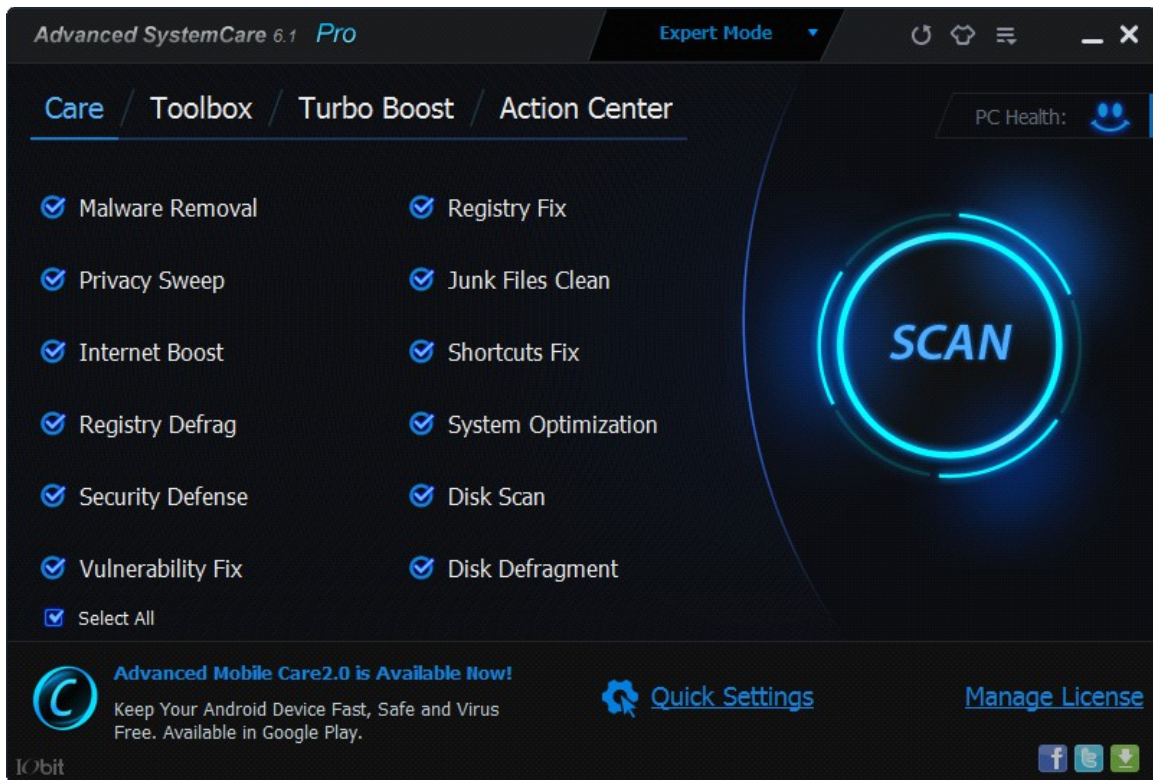 Advanced SystemCare 6.1 Pro
Expert Mode
Care / Toolbox / Turbo Boost / Action Center
PC Health:
Malware Removal
Registry Fix
Privacy Sweep
Junk Files Clean
Internet Boost
Shortcuts Fix
SCAN
Registry Defrag
System Optimization
Security Defense
Disk Scan
Vulnerability Fix
Disk Defragment
Select All
Advanced Mobile Care2.0 is Available Now!
Keep Your Android Device Fast, Safe and Virus
Free. Available in Google Play.
Quick Settings
Manage License
IObit